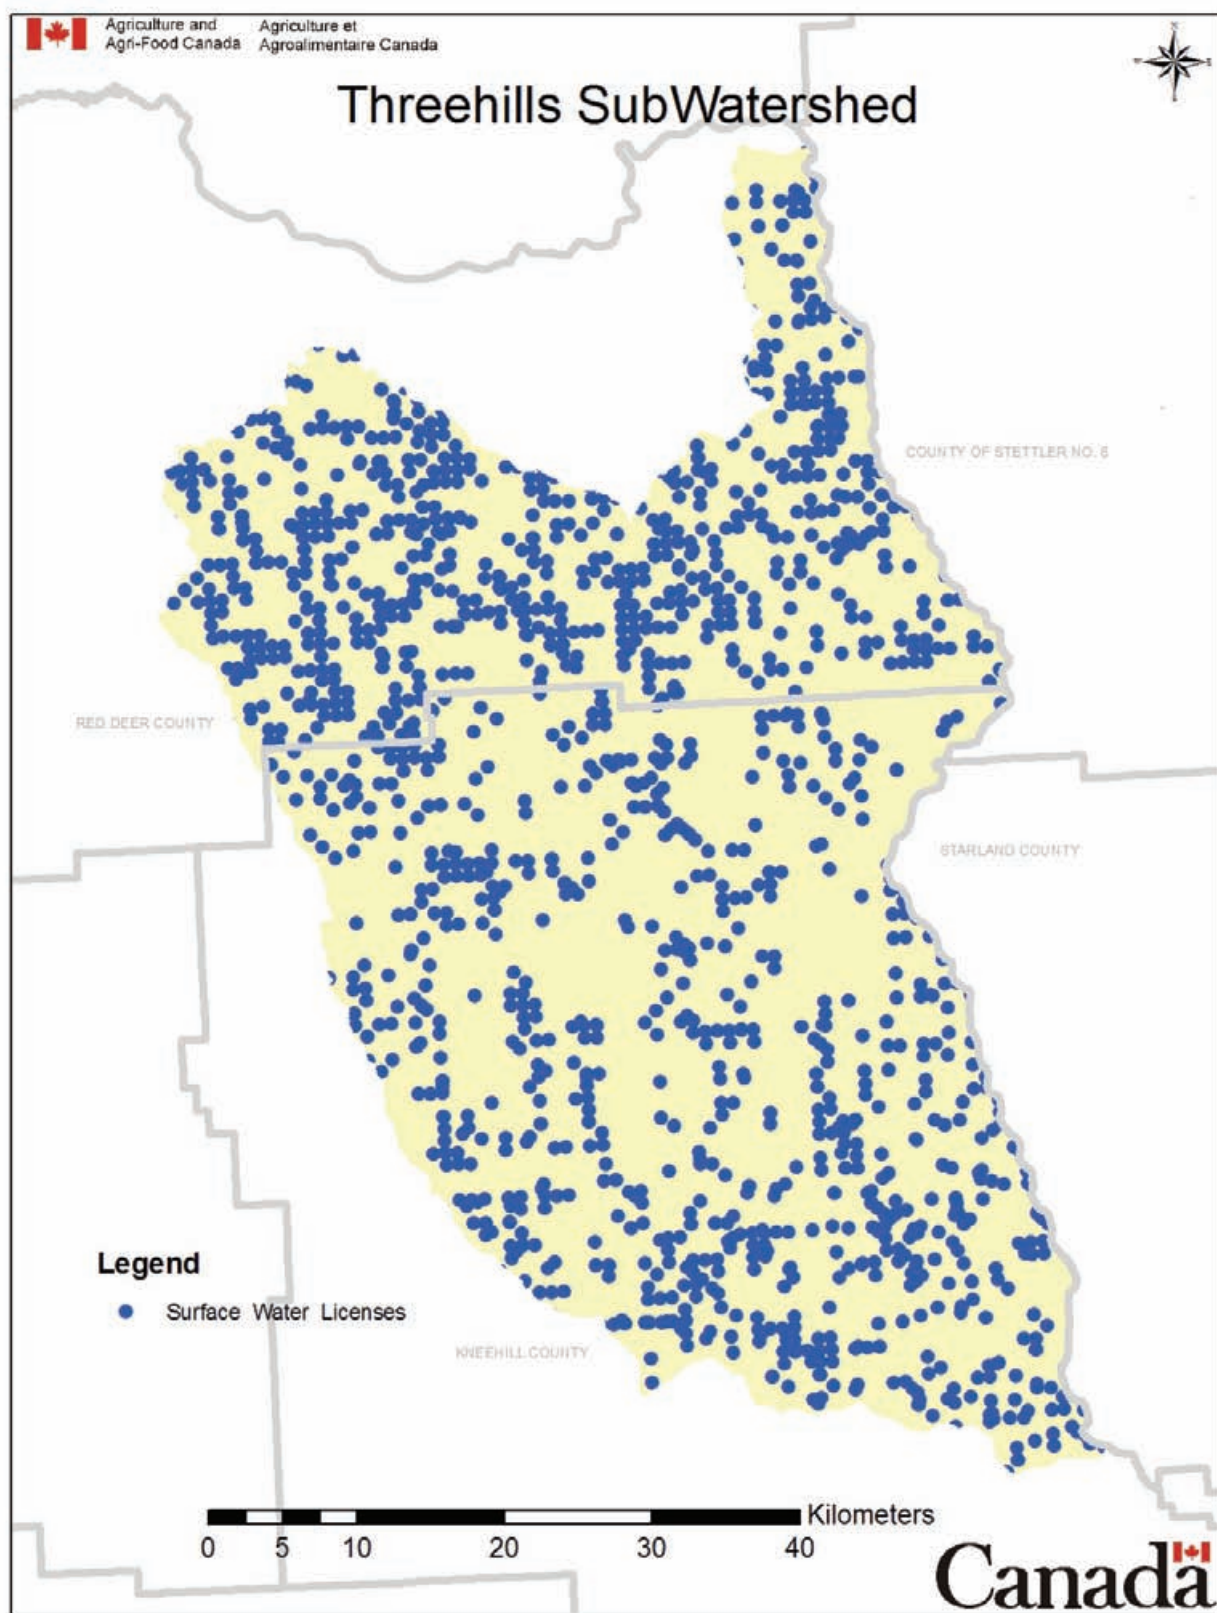 Agriculture and
Agri-Food Canada
Agriculture et
Agroalimentaire Canada
Threehills SubWatershed
COUNTY OF STETTLER NO. 6
RED DEER COUNTY
STARLAND COUNTY
Legend
Surface Water Licenses
KNEEHILL COUNTY
Kilometers
0 5 10 20 30 40
Canada